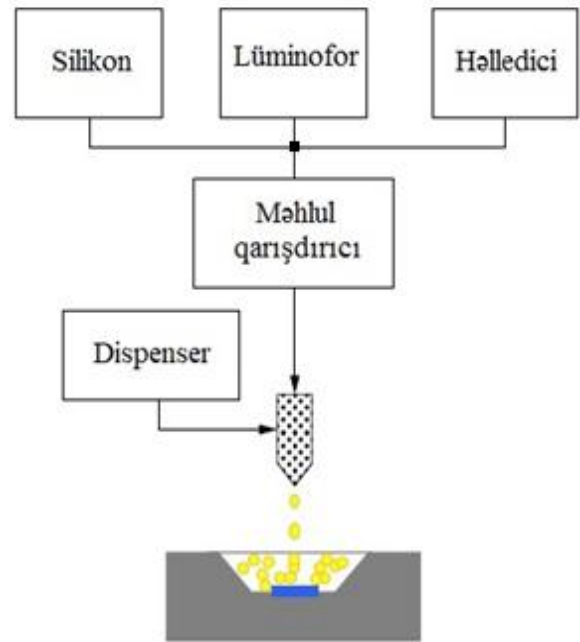 Silikon
Lüminofor
Həlledici
Məhlul
qarışdırıcı
Dispenser